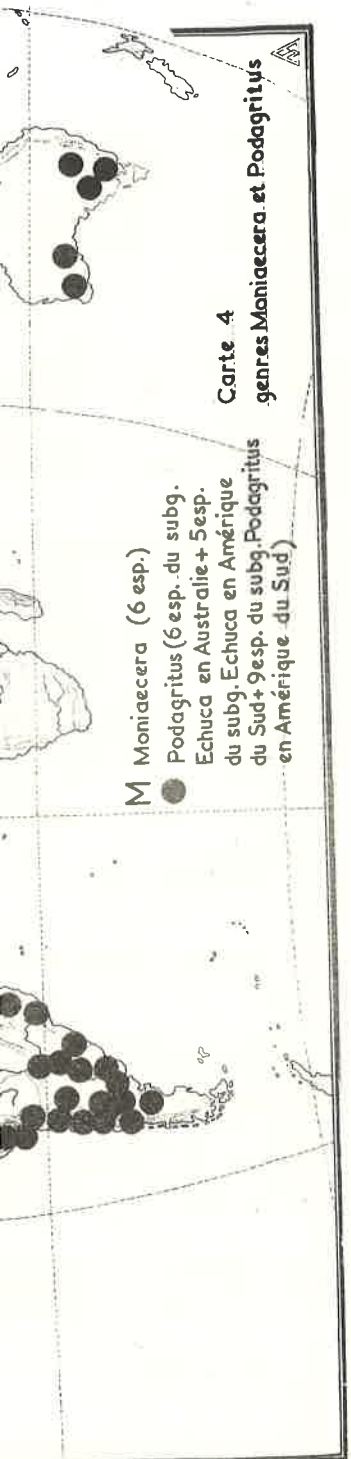 M Moniaecera (6 esp.)
Podagritus (6 esp. du subg.
Echuca en Australie + 5 esp.
du subg. Echuca en Amérique
du Sud + 9 esp. du subg. Podagritus
en Amérique du Sud)
Carte 4
genres Moniaecera et Podagritus